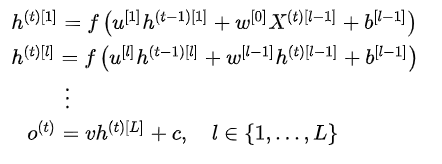 h^{(t)[1]} = f(u^{[1]}h^{(t-1)[1]} + w^{[0]}X^{(t)[l-1]} + b^{[l-1]})
h^{(t)[l]} = f(u^{[l]}h^{(t-1)[l]} + w^{[l-1]}h^{(t)[l-1]} + b^{[l-1]})
⋮
o^{(t)} = vh^{(t)[L]} + c, l ∈ {1, …, L}